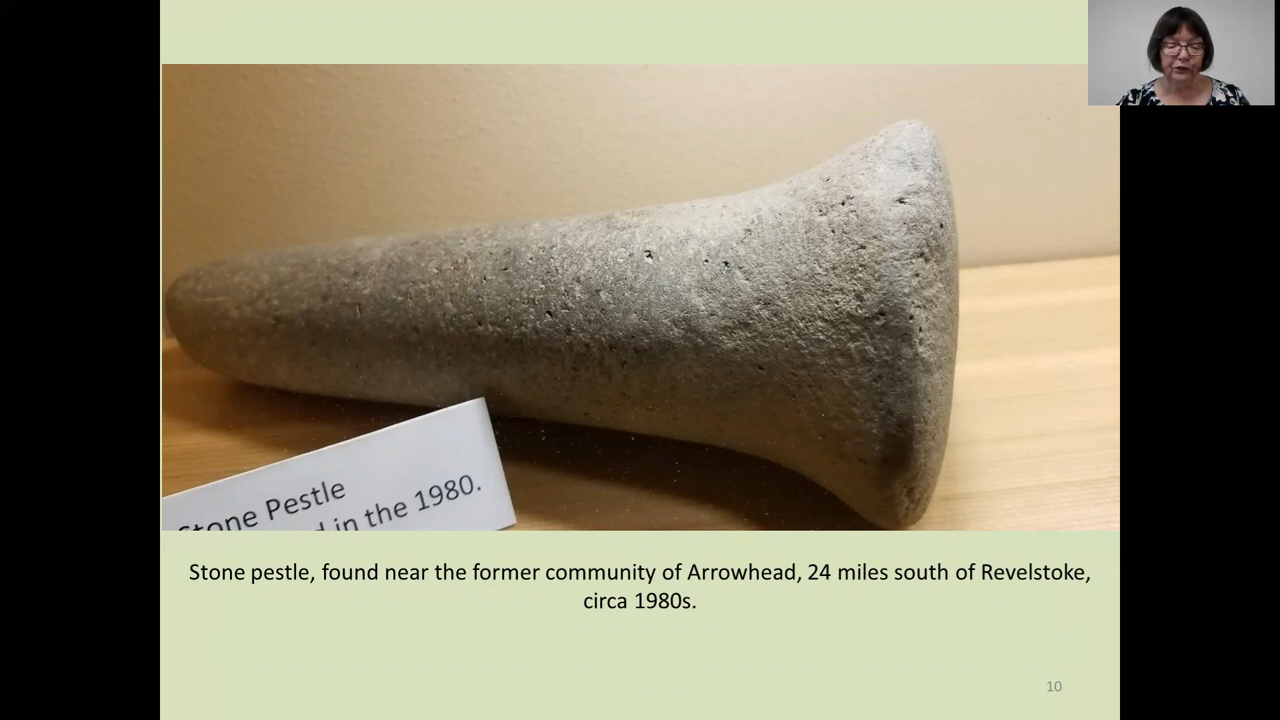 Stone Pestle
in the 1980.
Stone pestle, found near the former community of Arrowhead, 24 miles south of Revelstoke,
circa 1980s.
10